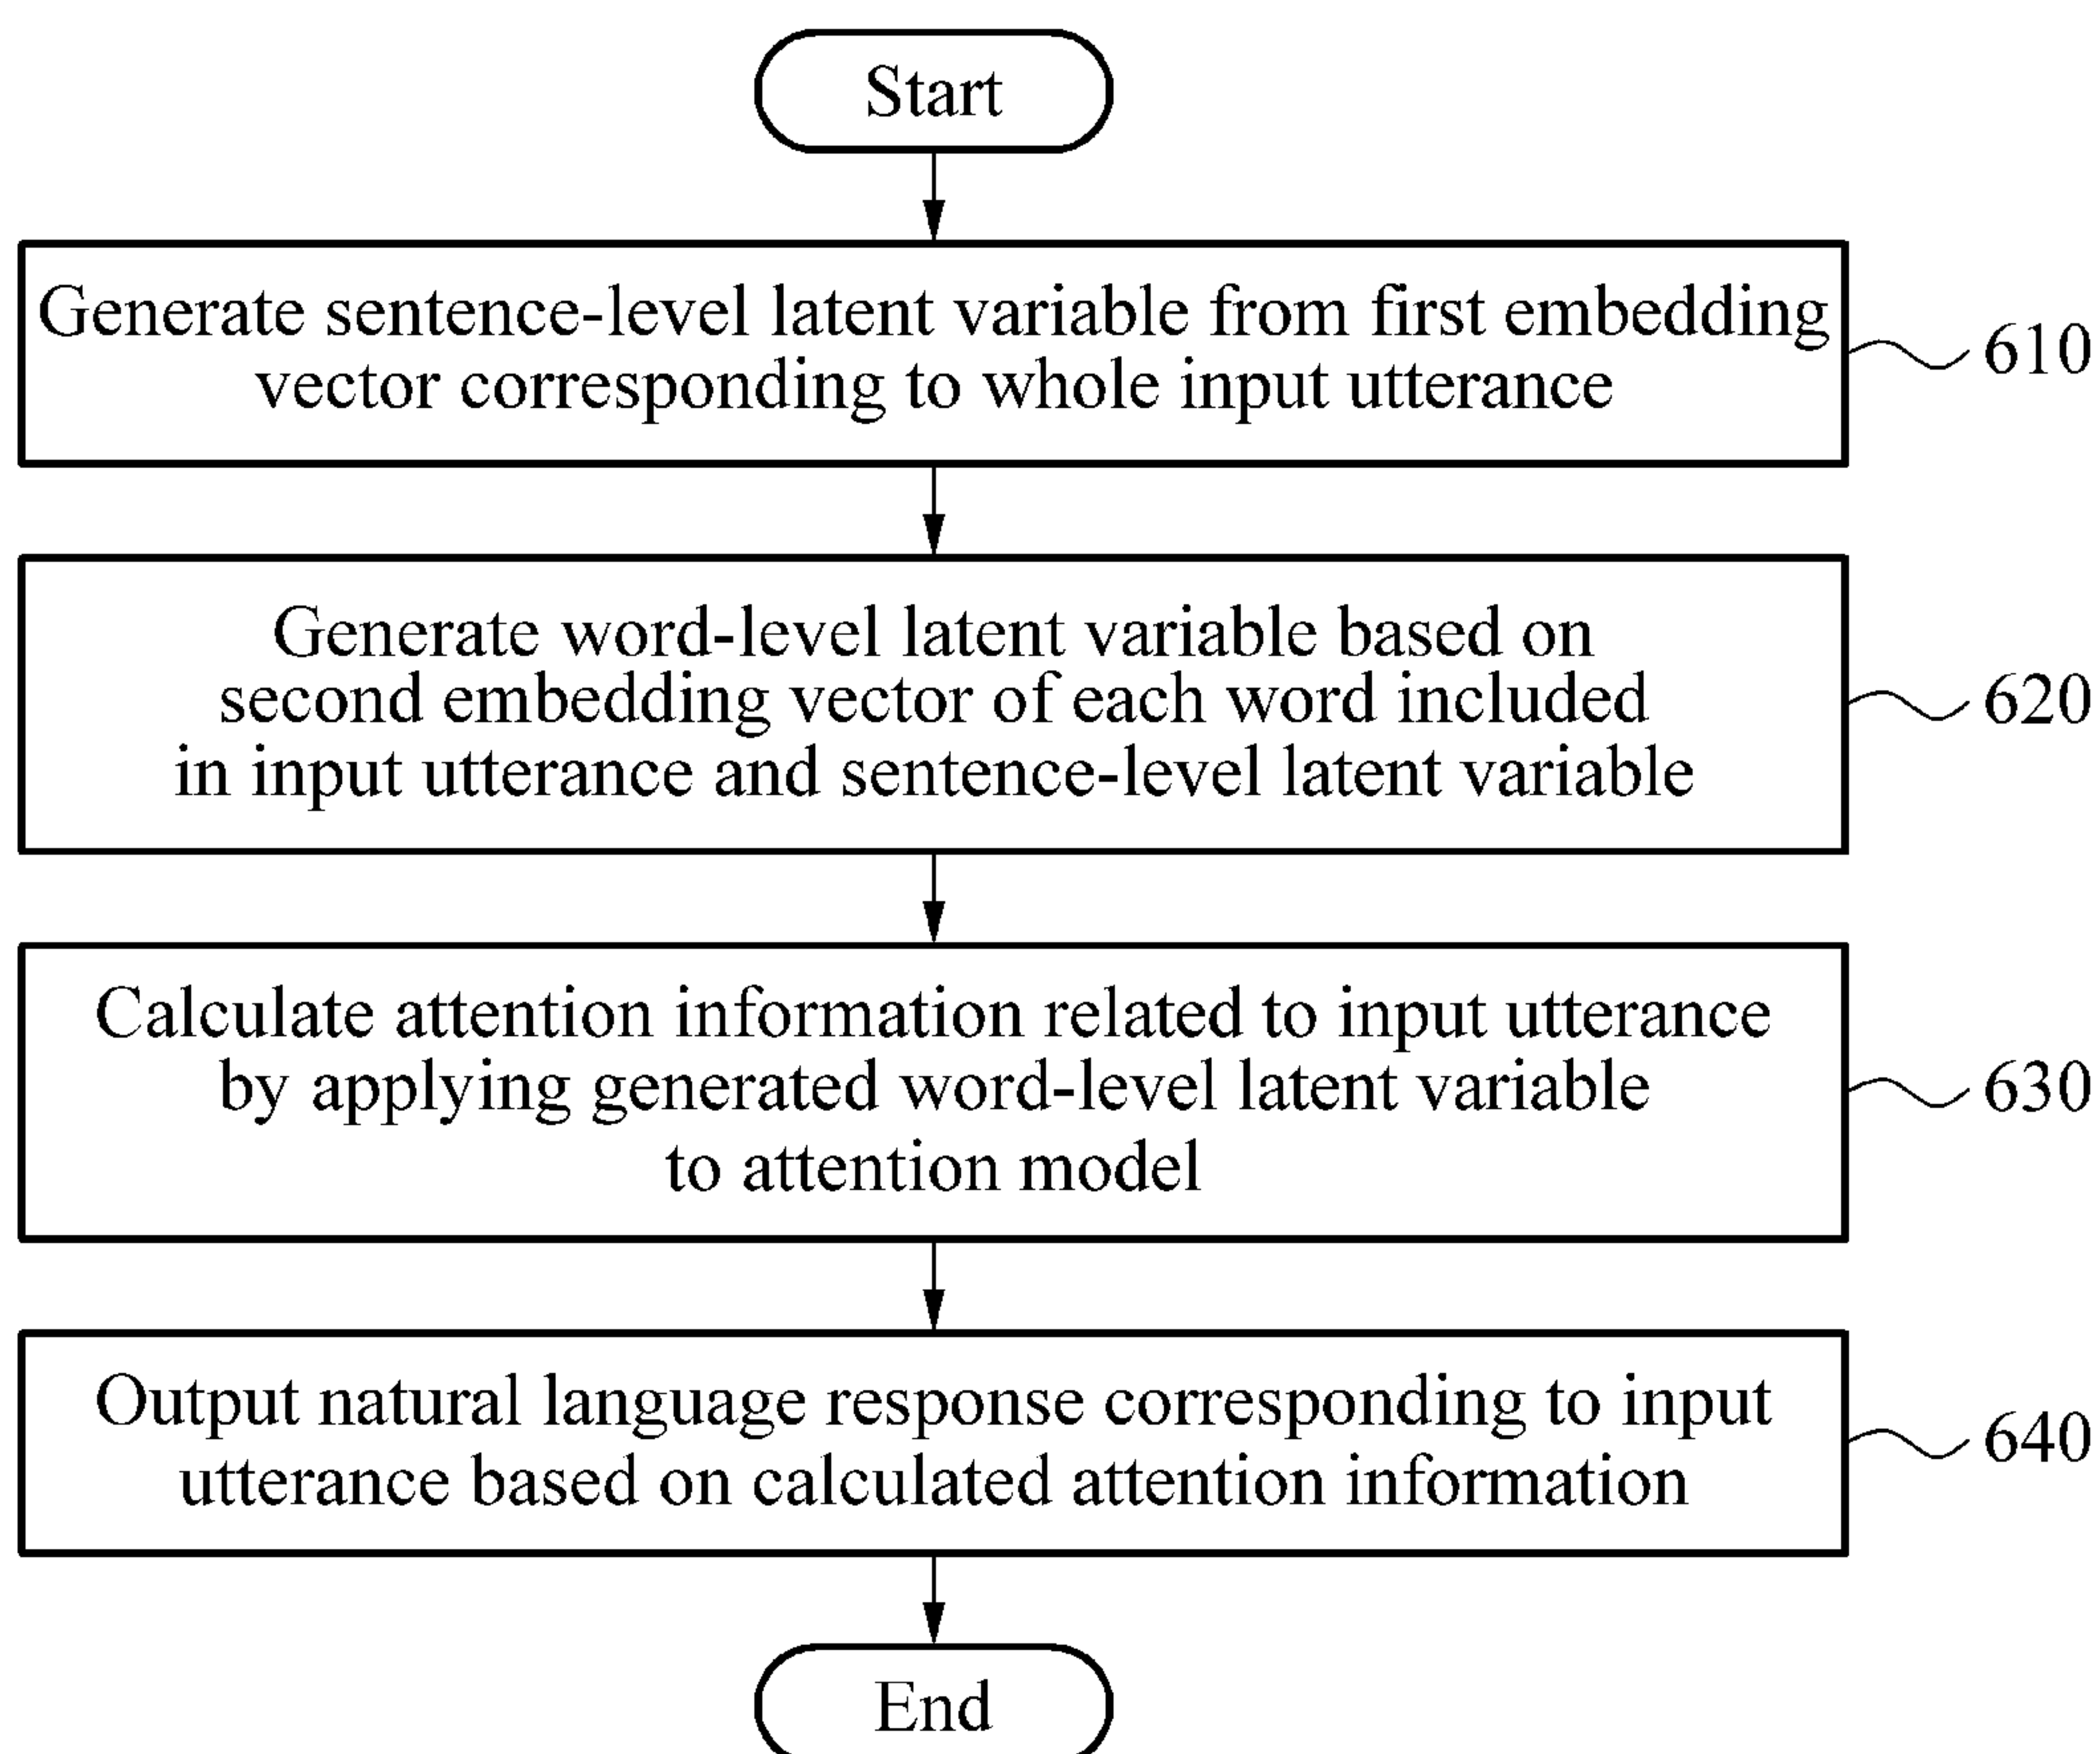 Start
Generate sentence-level latent variable from first embedding
vector corresponding to whole input utterance
610
Generate word-level latent variable based on
second embedding vector of each word included
in input utterance and sentence-level latent variable
620
Calculate attention information related to input utterance
by applying generated word-level latent variable
to attention model
630
Output natural language response corresponding to input
utterance based on calculated attention information
640
End